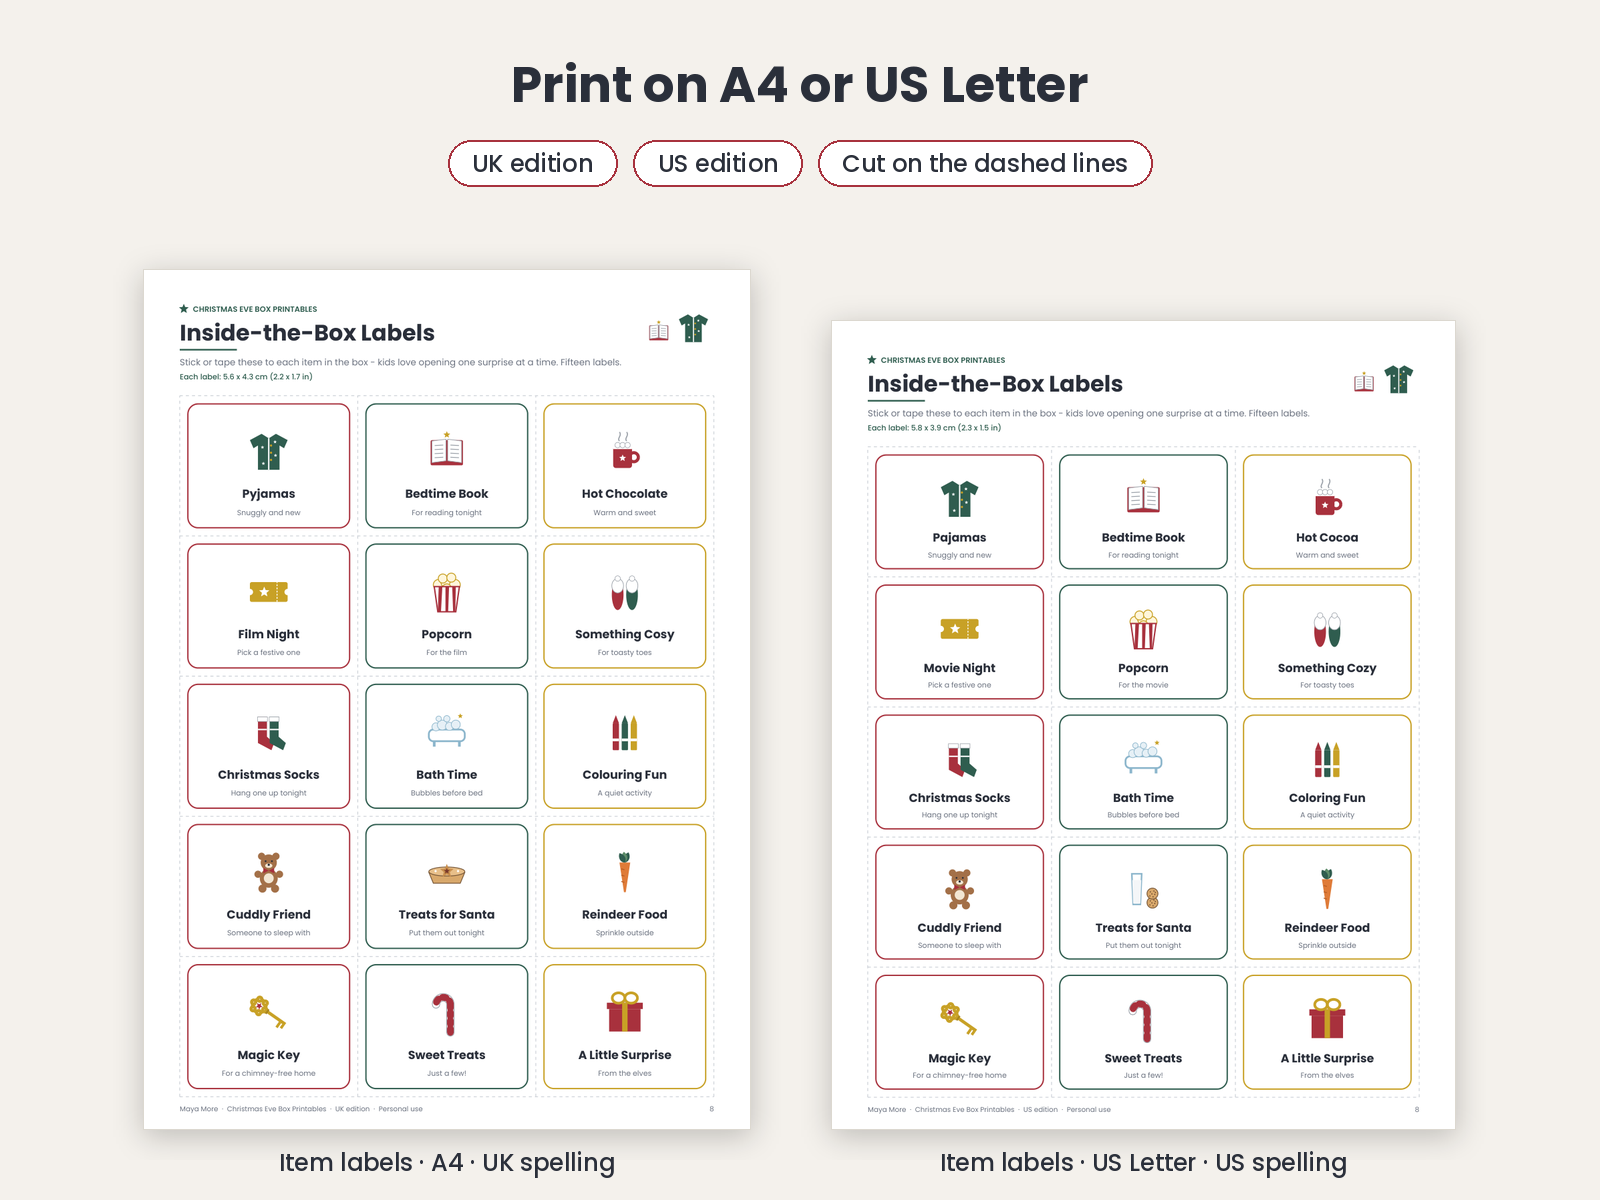 Print on A4 or US Letter
UK edition
US edition
Cut on the dashed lines
CHRISTMAS EVE BOX PRINTABLES
Inside-the-Box Labels
Stick or tape these to each item in the box - kids love opening one surprise at a time. Fifteen labels.
Each label: 5.6 x 4.3 cm (2.2 x 1.7 in)
Pyjamas
Snuggly and new
Bedtime Book
For reading tonight
Hot Chocolate
Warm and sweet
Film Night
Pick a festive one
Popcorn
For the film
Something Cosy
For toasty toes
Christmas Socks
Hang one up tonight
Bath Time
Bubbles before bed
Colouring Fun
A quiet activity
Cuddly Friend
Someone to sleep with
Treats for Santa
Put them out tonight
Reindeer Food
Sprinkle outside
Magic Key
For a chimney-free home
Sweet Treats
Just a few!
A Little Surprise
From the elves
Maya More · Christmas Eve Box Printables · UK edition · Personal use
8
Item labels · A4 · UK spelling
CHRISTMAS EVE BOX PRINTABLES
Inside-the-Box Labels
Stick or tape these to each item in the box - kids love opening one surprise at a time. Fifteen labels.
Each label: 5.8 x 3.9 cm (2.3 x 1.5 in)
Pajamas
Snuggly and new
Bedtime Book
For reading tonight
Hot Cocoa
Warm and sweet
Movie Night
Pick a festive one
Popcorn
For the movie
Something Cozy
For toasty toes
Christmas Socks
Hang one up tonight
Bath Time
Bubbles before bed
Coloring Fun
A quiet activity
Cuddly Friend
Someone to sleep with
Treats for Santa
Put them out tonight
Reindeer Food
Sprinkle outside
Magic Key
For a chimney-free home
Sweet Treats
Just a few!
A Little Surprise
From the elves
Maya More · Christmas Eve Box Printables · US edition · Personal use
8
Item labels · US Letter · US spelling